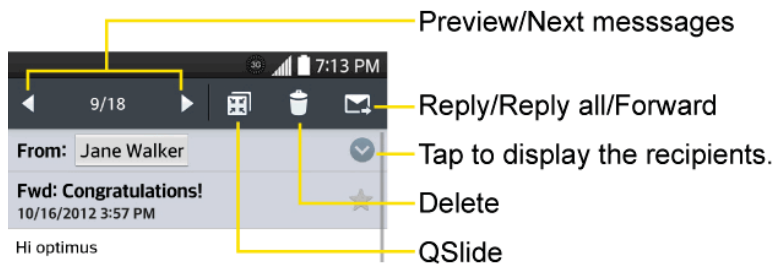 Preview/Next messsages
3G 7:13 PM
9/18
Reply/Reply all/Forward
From: Jane Walker
Tap to display the recipients.
Fwd: Congratulations!
10/16/2012 3:57 PM
Delete
Hi optimus
QSlide